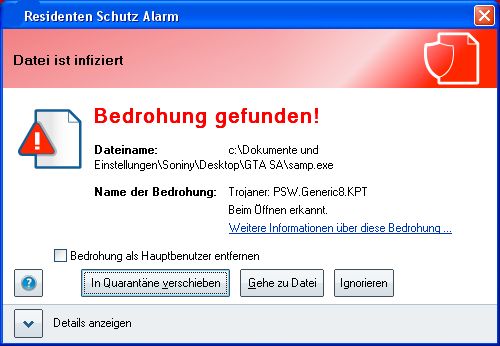 Residenten Schutz Alarm
Datei ist infiziert
Bedrohung gefunden!
Dateiname: c:\Dokumente und
Einstellungen\Soniny\Desktop\GTA SA\samp.exe
Name der Bedrohung: Trojaner: PSW.Generic8.KPT
Beim Öffnen erkannt.
Weitere Informationen über diese Bedrohung ...
Bedrohung als Hauptbenutzer entfernen
? In Quarantäne verschieben Gehe zu Datei Ignorieren
Details anzeigen